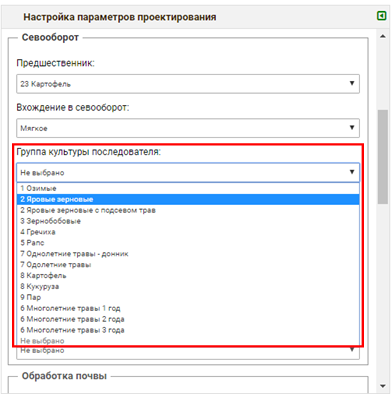 Настройка параметров проектирования
Севооборот
Предшественник:
23 Картофель
Вхождение в севооборот:
Мягкое
Группа культуры последователя:
Не выбрано
1 Озимые
2 Яровые зерновые
2 Яровые зерновые с подсевом трав
3 Зернобобовые
4 Гречиха
5 Рапс
7 Однолетние травы - донник
7 Одолетние травы
8 Картофель
8 Кукуруза
9 Пар
6 Многолетние травы 1 год
6 Многолетние травы 2 года
6 Многолетние травы 3 года
Не выбрано
Не выбрано
Обработка почвы